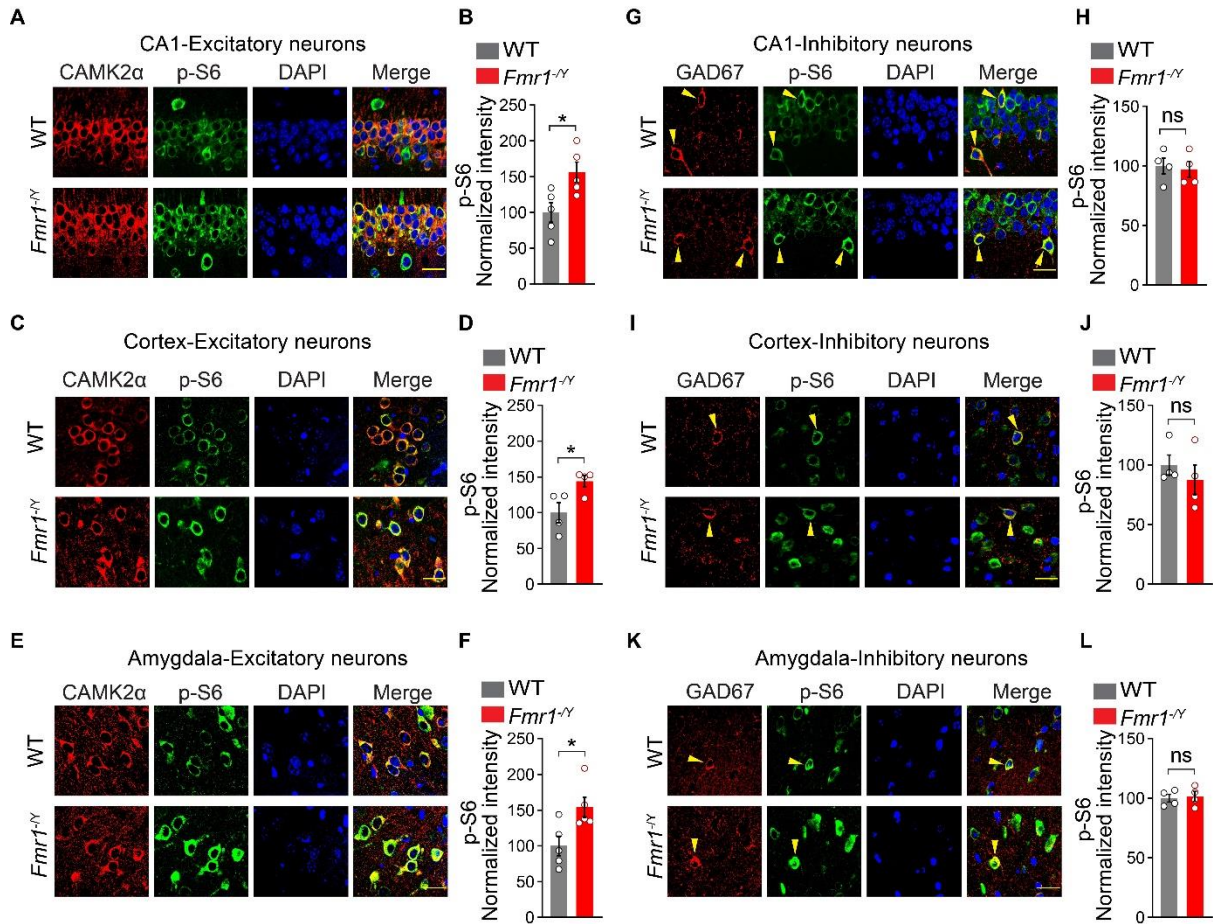 A
CA1-Excitatory neurons
CAMK2α p-S6 DAPI Merge
WT
Fmr1-/Y
B
WT
Fmr1-/Y
250
200
150
100
50
0
p-S6
Normalized intensity
*
C
Cortex-Excitatory neurons
CAMK2α p-S6 DAPI Merge
WT
Fmr1-/Y
D
WT
Fmr1-/Y
250
200
150
100
50
0
p-S6
Normalized intensity
*
E
Amygdala-Excitatory neurons
CAMK2α p-S6 DAPI Merge
WT
Fmr1-/Y
F
WT
Fmr1-/Y
250
200
150
100
50
0
p-S6
Normalized intensity
*
G
CA1-Inhibitory neurons
GAD67 p-S6 DAPI Merge
WT
Fmr1-/Y
H
WT
Fmr1-/Y
150
100
50
0
p-S6
Normalized intensity
ns
I
Cortex-Inhibitory neurons
GAD67 p-S6 DAPI Merge
WT
Fmr1-/Y
J
WT
Fmr1-/Y
150
100
50
0
p-S6
Normalized intensity
ns
K
Amygdala-Inhibitory neurons
GAD67 p-S6 DAPI Merge
WT
Fmr1-/Y
L
WT
Fmr1-/Y
150
100
50
0
p-S6
Normalized intensity
ns